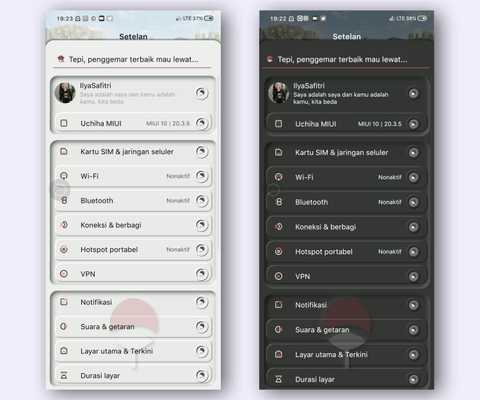 19:23
LTE 37%
Setelan
Tepi, penggemar terbaik mau lewat...
IlyaSafitri
Saya adalah saya dan kamu adalah
kamu, kita beda
Uchiha MIUI
MIUI 10 | 20.3.5
Kartu SIM & jaringan seluler
Wi-Fi
Nonaktif
Bluetooth
Nonaktif
Koneksi & berbagi
Hotspot portabel
Nonaktif
VPN
Notifikasi
Suara & getaran
Layar utama & Terkini
Durasi layar
19:22
LTE 38%
Setelan
Tepi, penggemar terbaik mau lewat...
IlyaSafitri
Saya adalah saya dan kamu adalah
kamu, kita beda
Uchiha MIUI
MIUI 10 | 20.3.5
Kartu SIM & jaringan seluler
Wi-Fi
Nonaktif
Bluetooth
Nonaktif
Koneksi & berbagi
Hotspot portabel
Nonaktif
VPN
Notifikasi
Suara & getaran
Layar utama & Terkini
Durasi layar